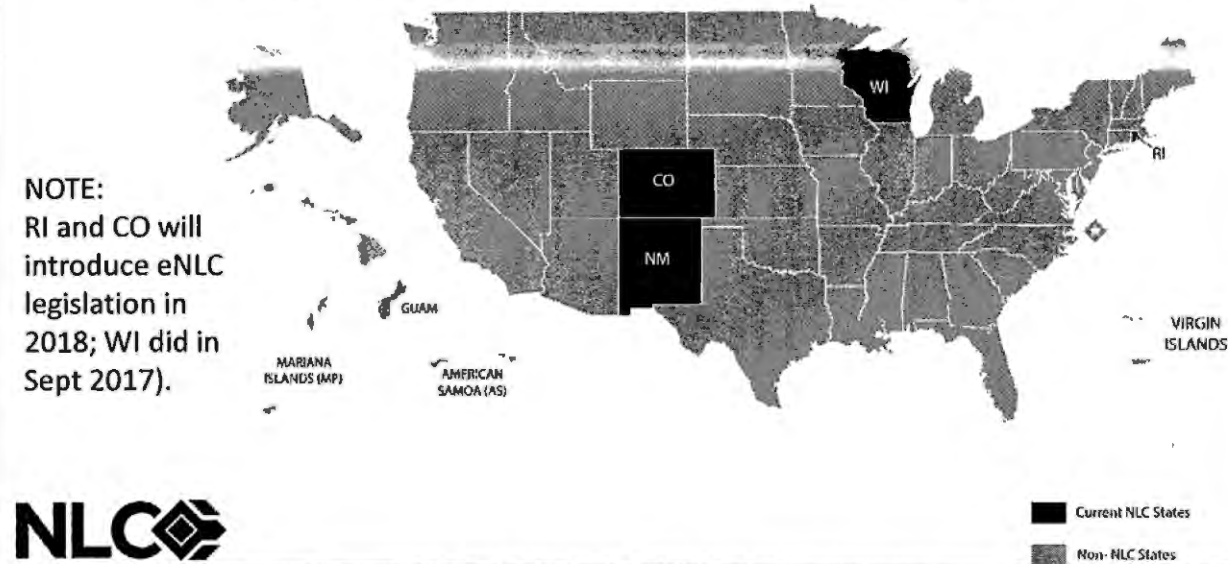 WI
RI
CO
NOTE:
RI and CO will
introduce eNLC
legislation in
2018; WI did in
Sept 2017).
NM
GUAM
MARIANA
ISLANDS (MP)
AMERICAN
SAMOA (AS)
VIRGIN
ISLANDS
NLC
Current NLC States
Non- NLC States